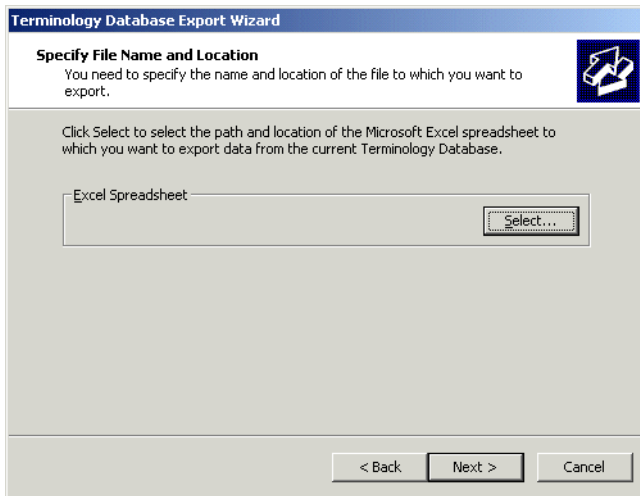 Terminology Database Export Wizard
Specify File Name and Location
You need to specify the name and location of the file to which you want to
export.
Click Select to select the path and location of the Microsoft Excel spreadsheet to
which you want to export data from the current Terminology Database.
Excel Spreadsheet
Select...
< Back Next > Cancel